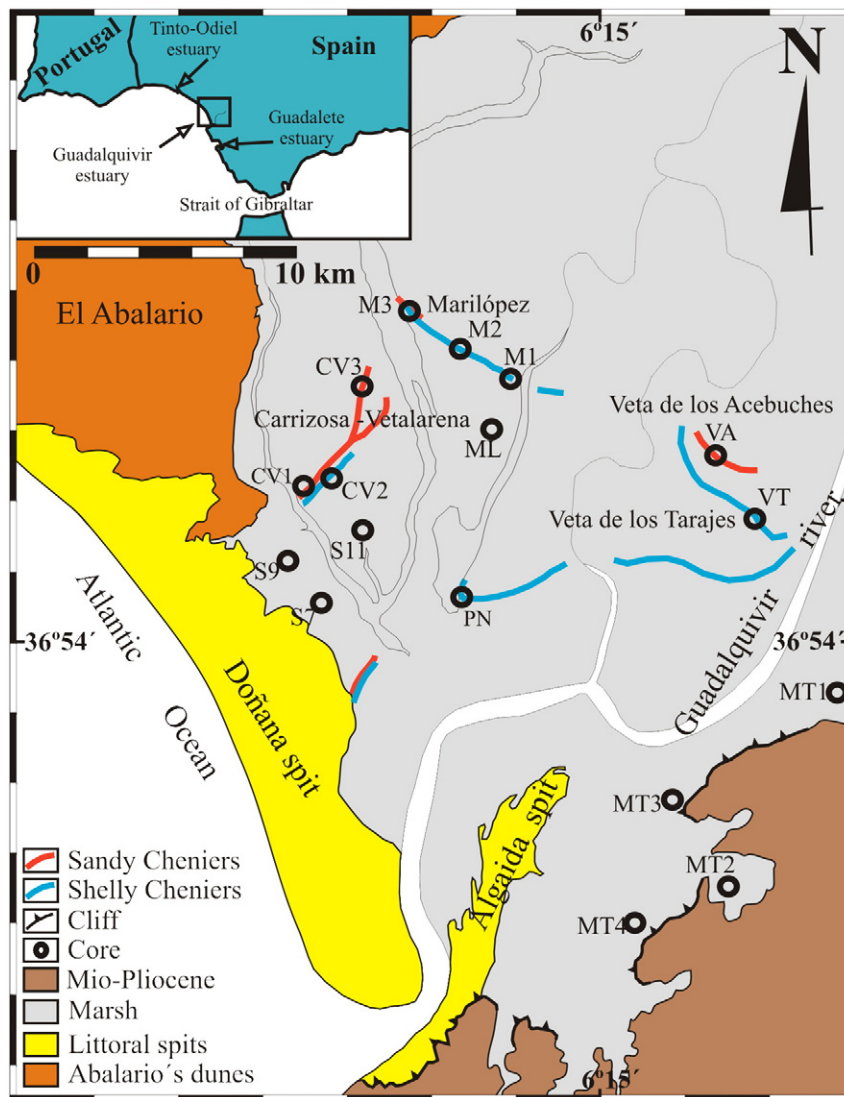 Tinto-Odiel
estuary
Portugal
Spain
Guadalete
estuary
Guadalquivir
estuary
Strait of Gibraltar
6º15´
N
0
10 km
El Abalario
M3
Marilópez
M2
M1
CV3
Carrizosa -Vetalarena
ML
Veta de los Acebuches
VA
CV1
CV2
VT
Veta de los Tarajes
S11
S9
S7
PN
river
Guadalquivir
36º54´
36º54´
Atlantic
Ocean
Doñana spit
MT1
MT3
Algaida spit
MT2
MT4
Sandy Cheniers
Shelly Cheniers
Cliff
Core
Mio-Pliocene
Marsh
Littoral spits
Abalario´s dunes
6º15´